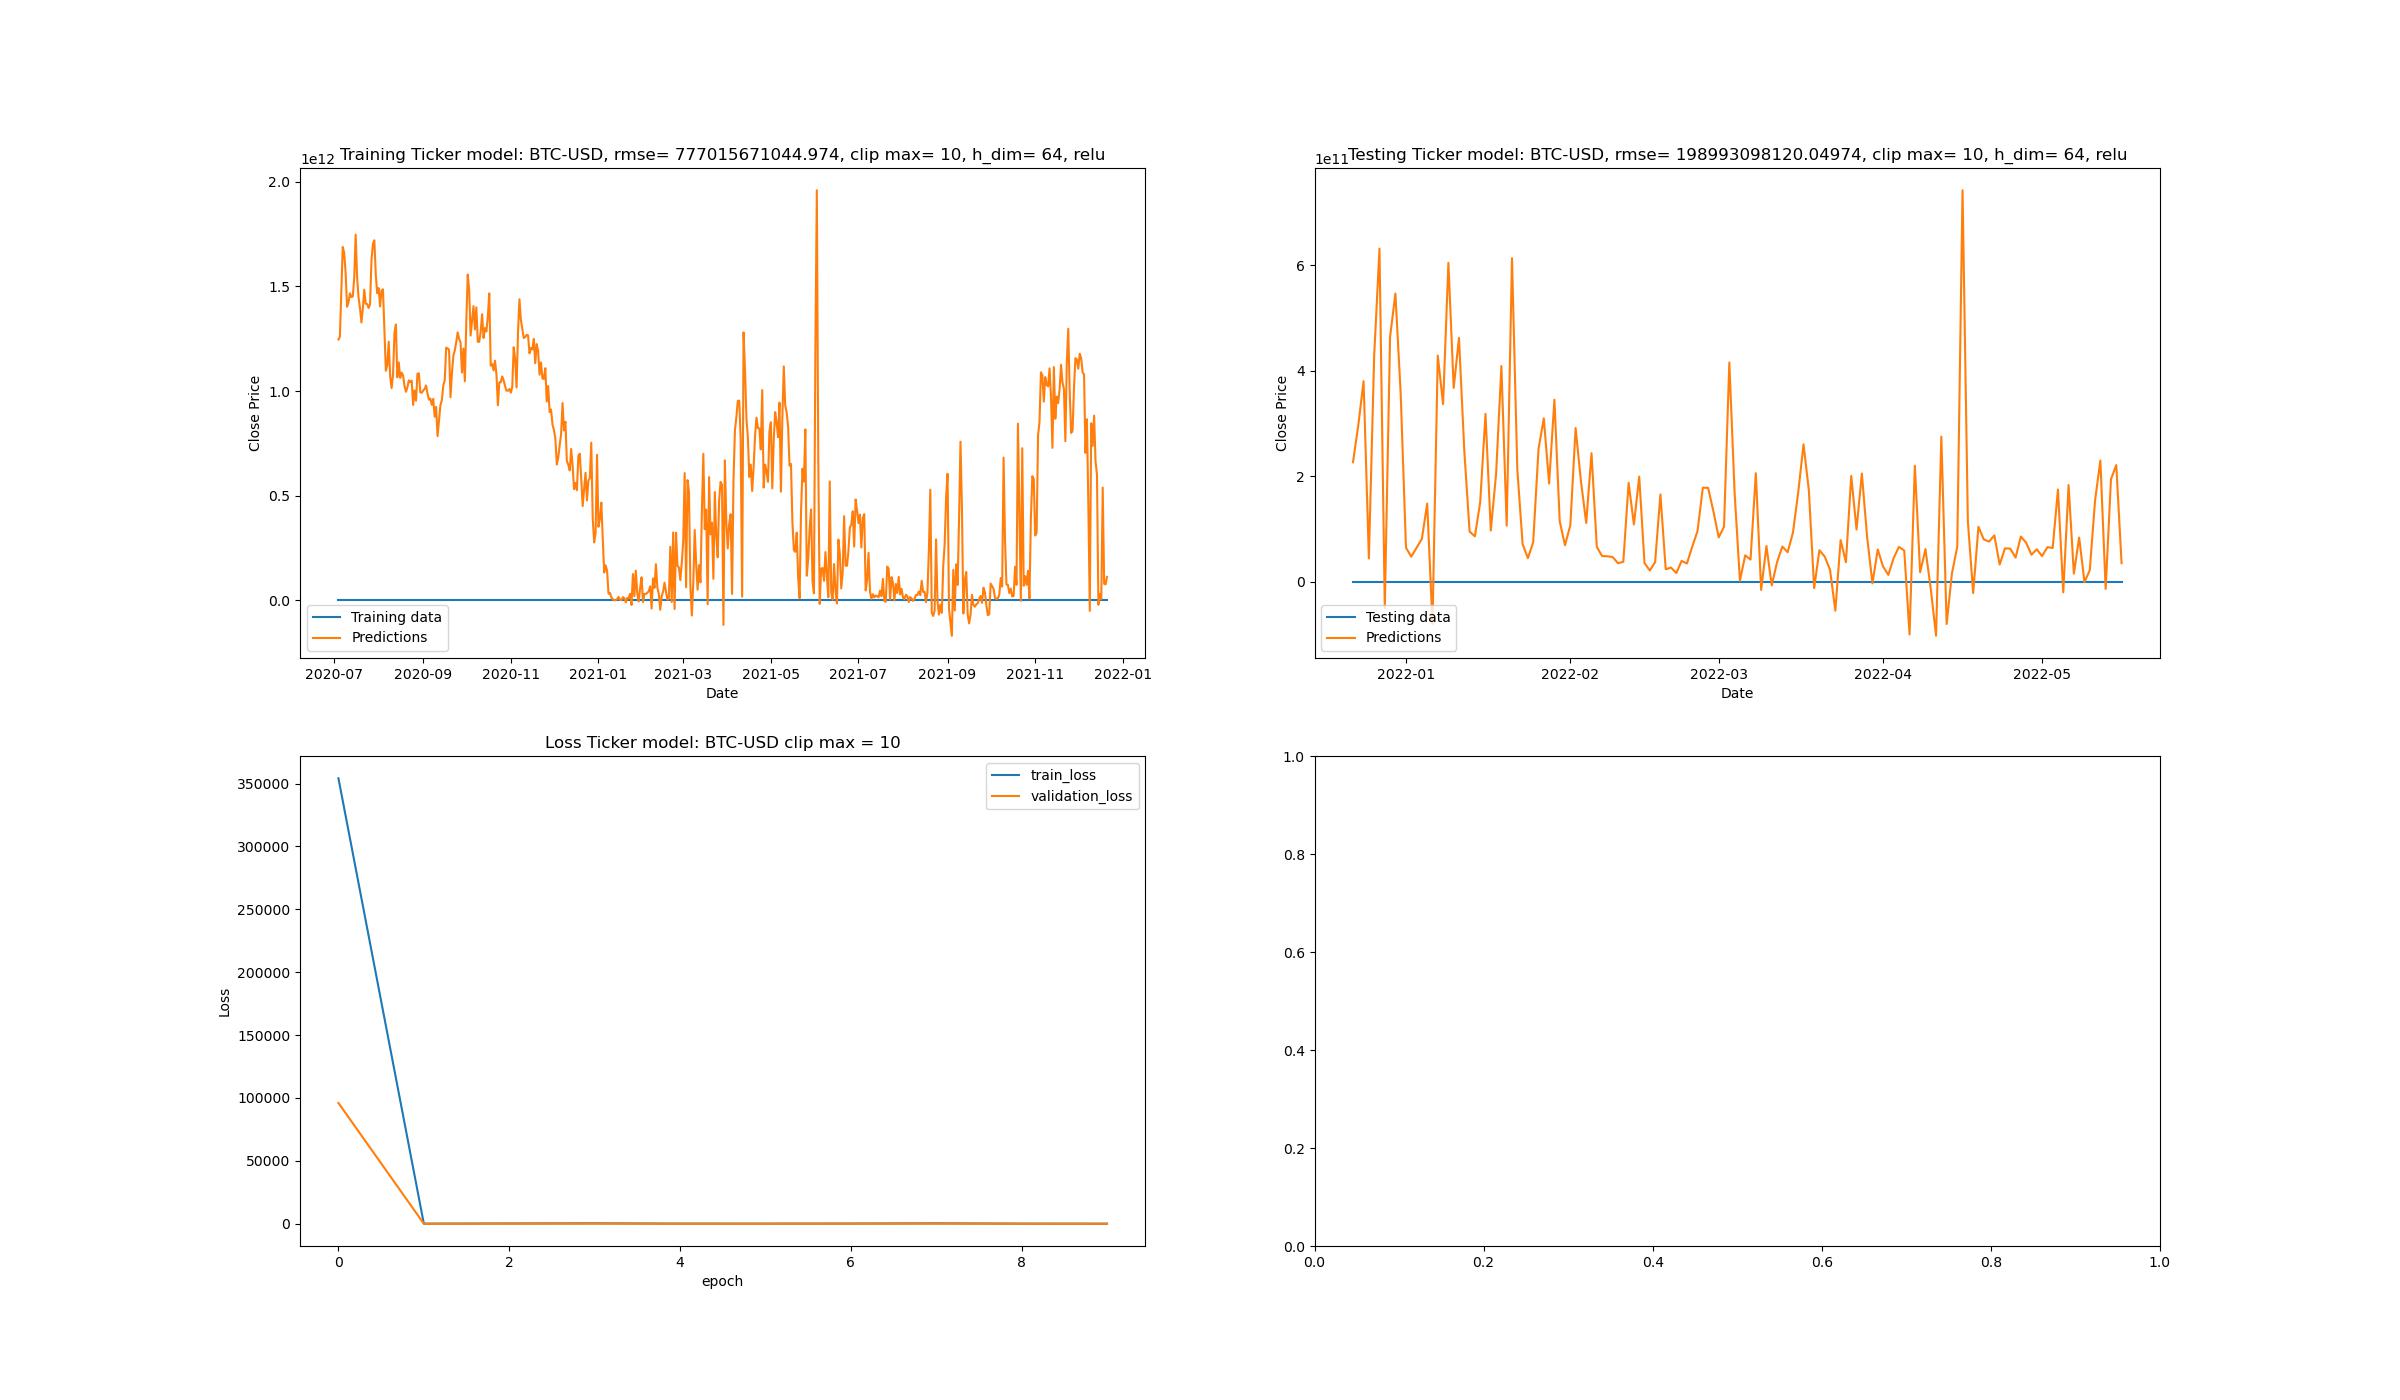 Training Ticker model: BTC-USD, rmse= 777015671044.974, clip max= 10, h_dim= 64, relu
1e12
2.0
1.5
1.0
0.5
0.0
Close Price
Training data
Predictions
2020-07 2020-09 2020-11 2021-01 2021-03 2021-05 2021-07 2021-09 2021-11 2022-01
Date
Testing Ticker model: BTC-USD, rmse= 198993098120.04974, clip max= 10, h_dim= 64, relu
1e11
6
4
2
0
Close Price
Testing data
Predictions
2022-01 2022-02 2022-03 2022-04 2022-05
Date
Loss Ticker model: BTC-USD clip max = 10
350000
300000
250000
200000
150000
100000
50000
0
Loss
train_loss
validation_loss
0 2 4 6 8
epoch
1.0
0.8
0.6
0.4
0.2
0.0
0.0 0.2 0.4 0.6 0.8 1.0